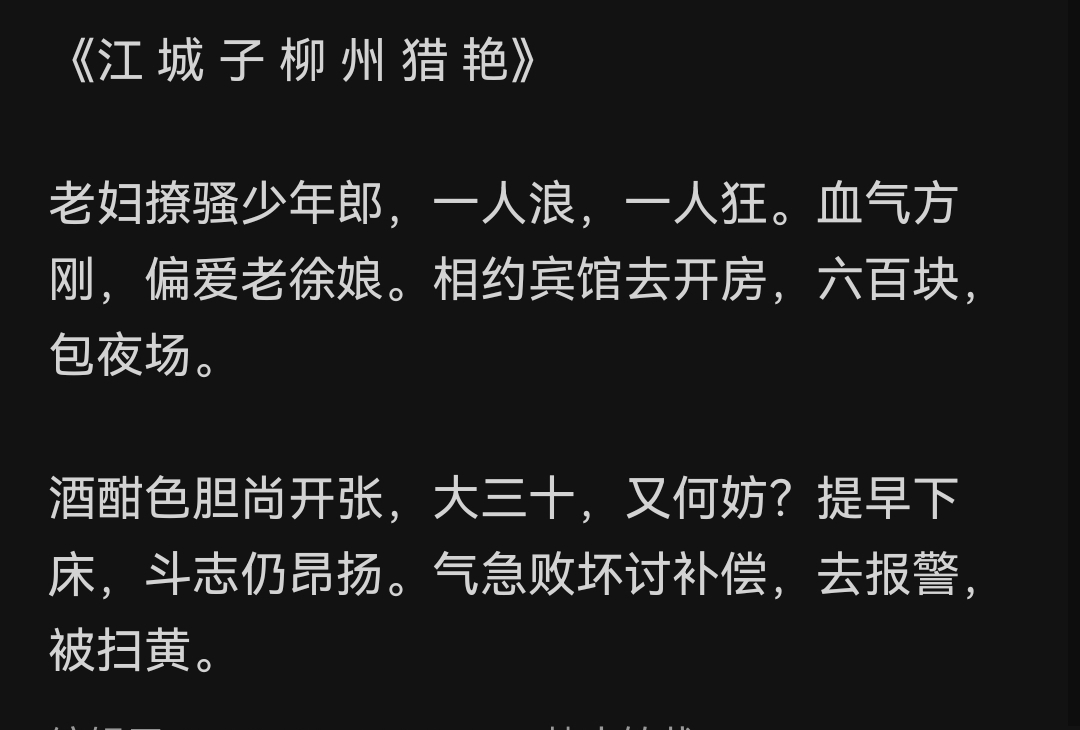 《江 城 子 柳 州 猎 艳》
老妇撩骚少年郎，一人浪，一人狂。血气方
刚，偏爱老徐娘。相约宾馆去开房，六百块，
包夜场。
酒酣色胆尚开张，大三十，又何妨？提早下
床，斗志仍昂扬。气急败坏讨补偿，去报警，
被扫黄。